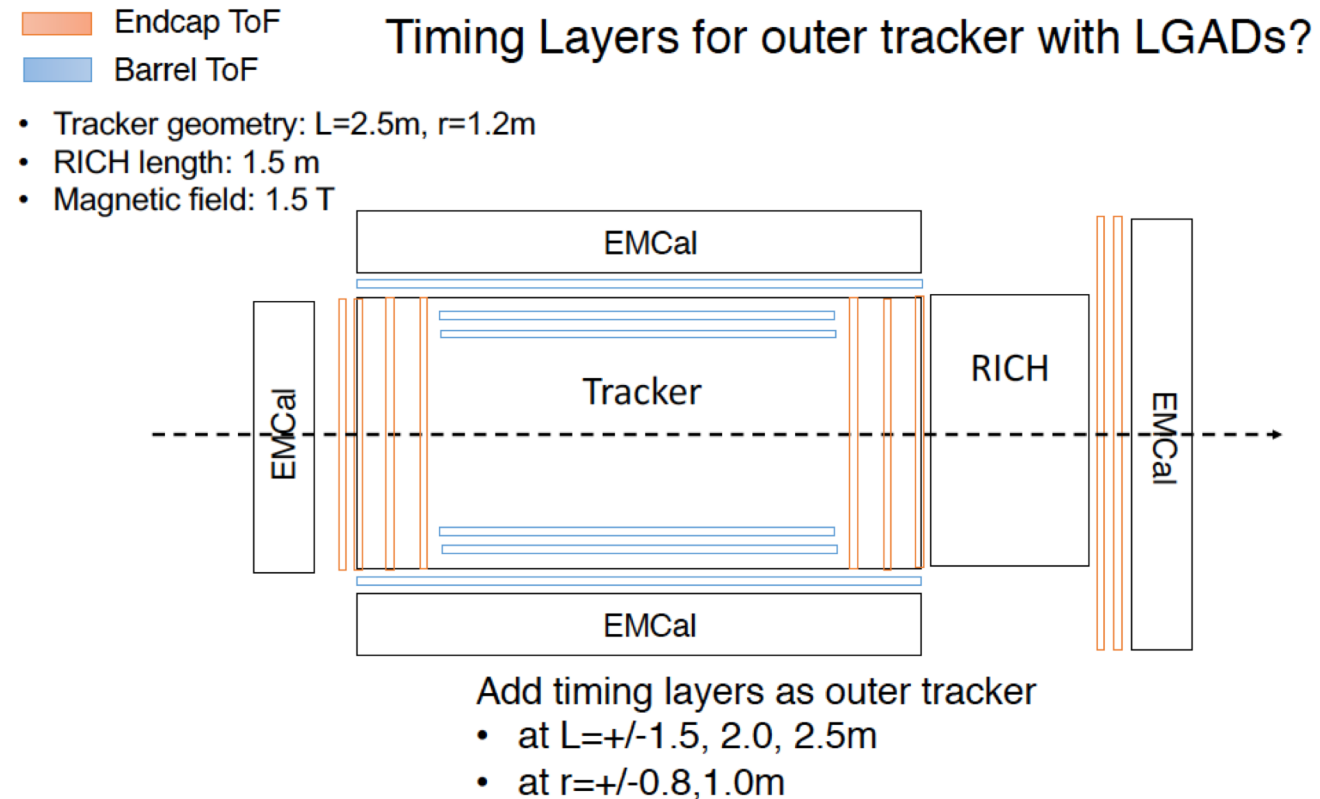 Endcap ToF
Barrel ToF
Timing Layers for outer tracker with LGADs?
• Tracker geometry: L=2.5m, r=1.2m
• RICH length: 1.5 m
• Magnetic field: 1.5 T
EMCal
EMCal
Tracker
RICH
EMCal
EMCal
Add timing layers as outer tracker
• at L=+/-1.5, 2.0, 2.5m
• at r=+/-0.8,1.0m